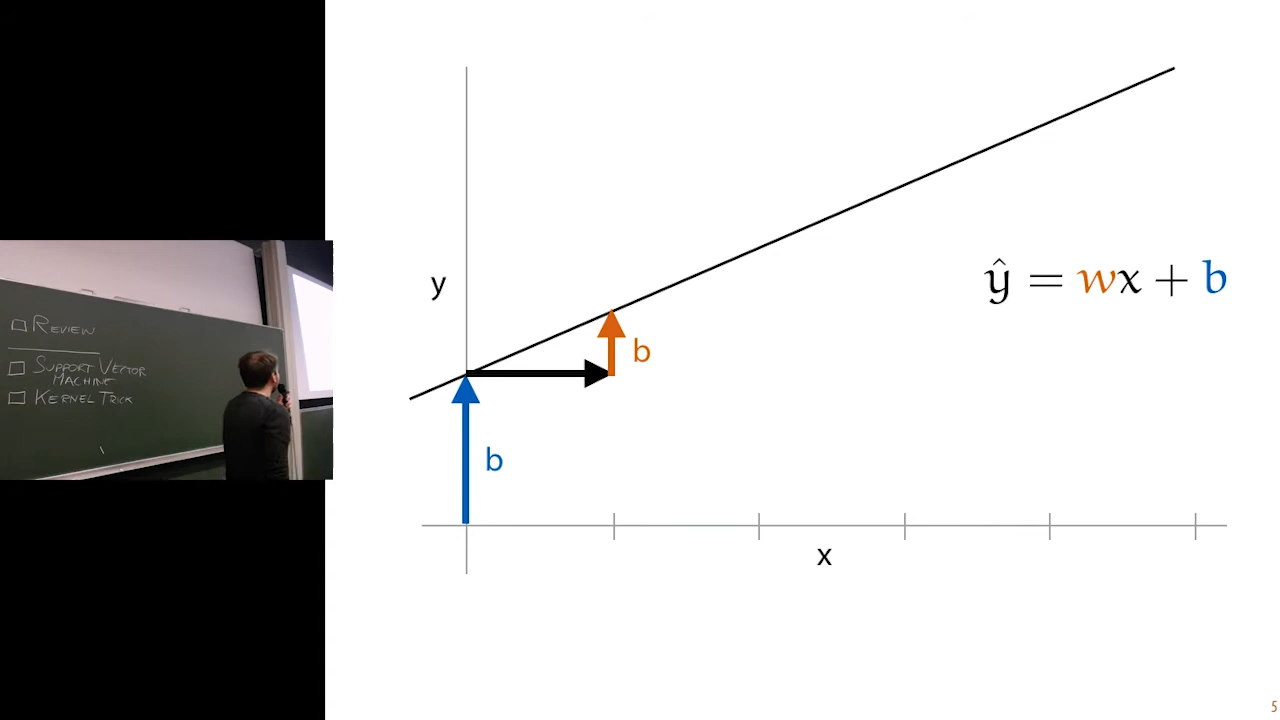 REVIEW
SUPPORT VECTOR
MACHINE
KERNEL TRICK
y
ŷ = wx + b
b
b
x
5